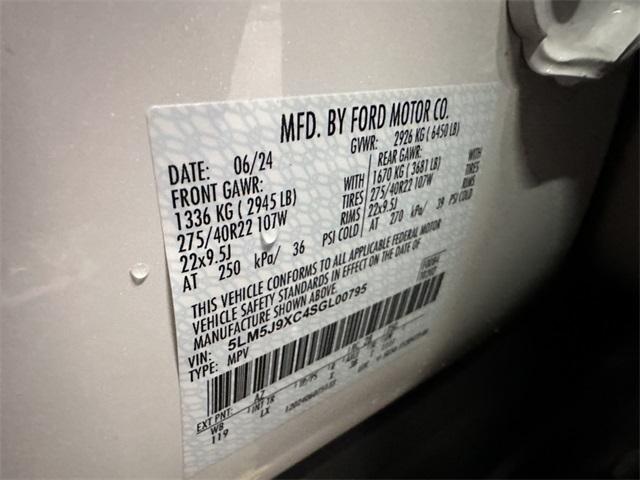 MFD. BY FORD MOTOR CO.
DATE: 06/24 GVWR: 2926 KG ( 6450 LB)
FRONT GAWR: REAR GAWR:
1336 KG ( 2945 LB) WITH 1670 KG ( 3681 LB) WITH
275/40R22 107W TIRES 275/40R22 107W TIRES
22x9.5J RIMS 22x9.5J RIMS
AT 250 kPa/ 36 PSI COLD AT 270 kPa/ 39 PSI COLD
THIS VEHICLE CONFORMS TO ALL APPLICABLE FEDERAL MOTOR
VEHICLE SAFETY STANDARDS IN EFFECT ON THE DATE OF
MANUFACTURE SHOWN ABOVE.
VIN: 5LM5J9XC4SGL00795
TYPE: MPV
EXT PNT: AZ
WB INT TR
119 LX